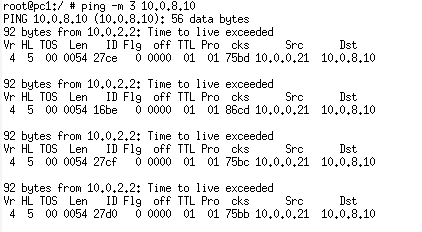 root@pc1:/ # ping -m 3 10.0.8.10
PING 10.0.8.10 (10.0.8.10): 56 data bytes
92 bytes from 10.0.2.2: Time to live exceeded
Vr HL TOS Len ID Flg off TTL Pro cks Src Dst
4 5 00 0054 27ce 0 0000 01 01 75bd 10.0.0.21 10.0.8.10
92 bytes from 10.0.2.2: Time to live exceeded
Vr HL TOS Len ID Flg off TTL Pro cks Src Dst
4 5 00 0054 16be 0 0000 01 01 86cd 10.0.0.21 10.0.8.10
92 bytes from 10.0.2.2: Time to live exceeded
Vr HL TOS Len ID Flg off TTL Pro cks Src Dst
4 5 00 0054 27cf 0 0000 01 01 75bc 10.0.0.21 10.0.8.10
92 bytes from 10.0.2.2: Time to live exceeded
Vr HL TOS Len ID Flg off TTL Pro cks Src Dst
4 5 00 0054 27d0 0 0000 01 01 75bb 10.0.0.21 10.0.8.10